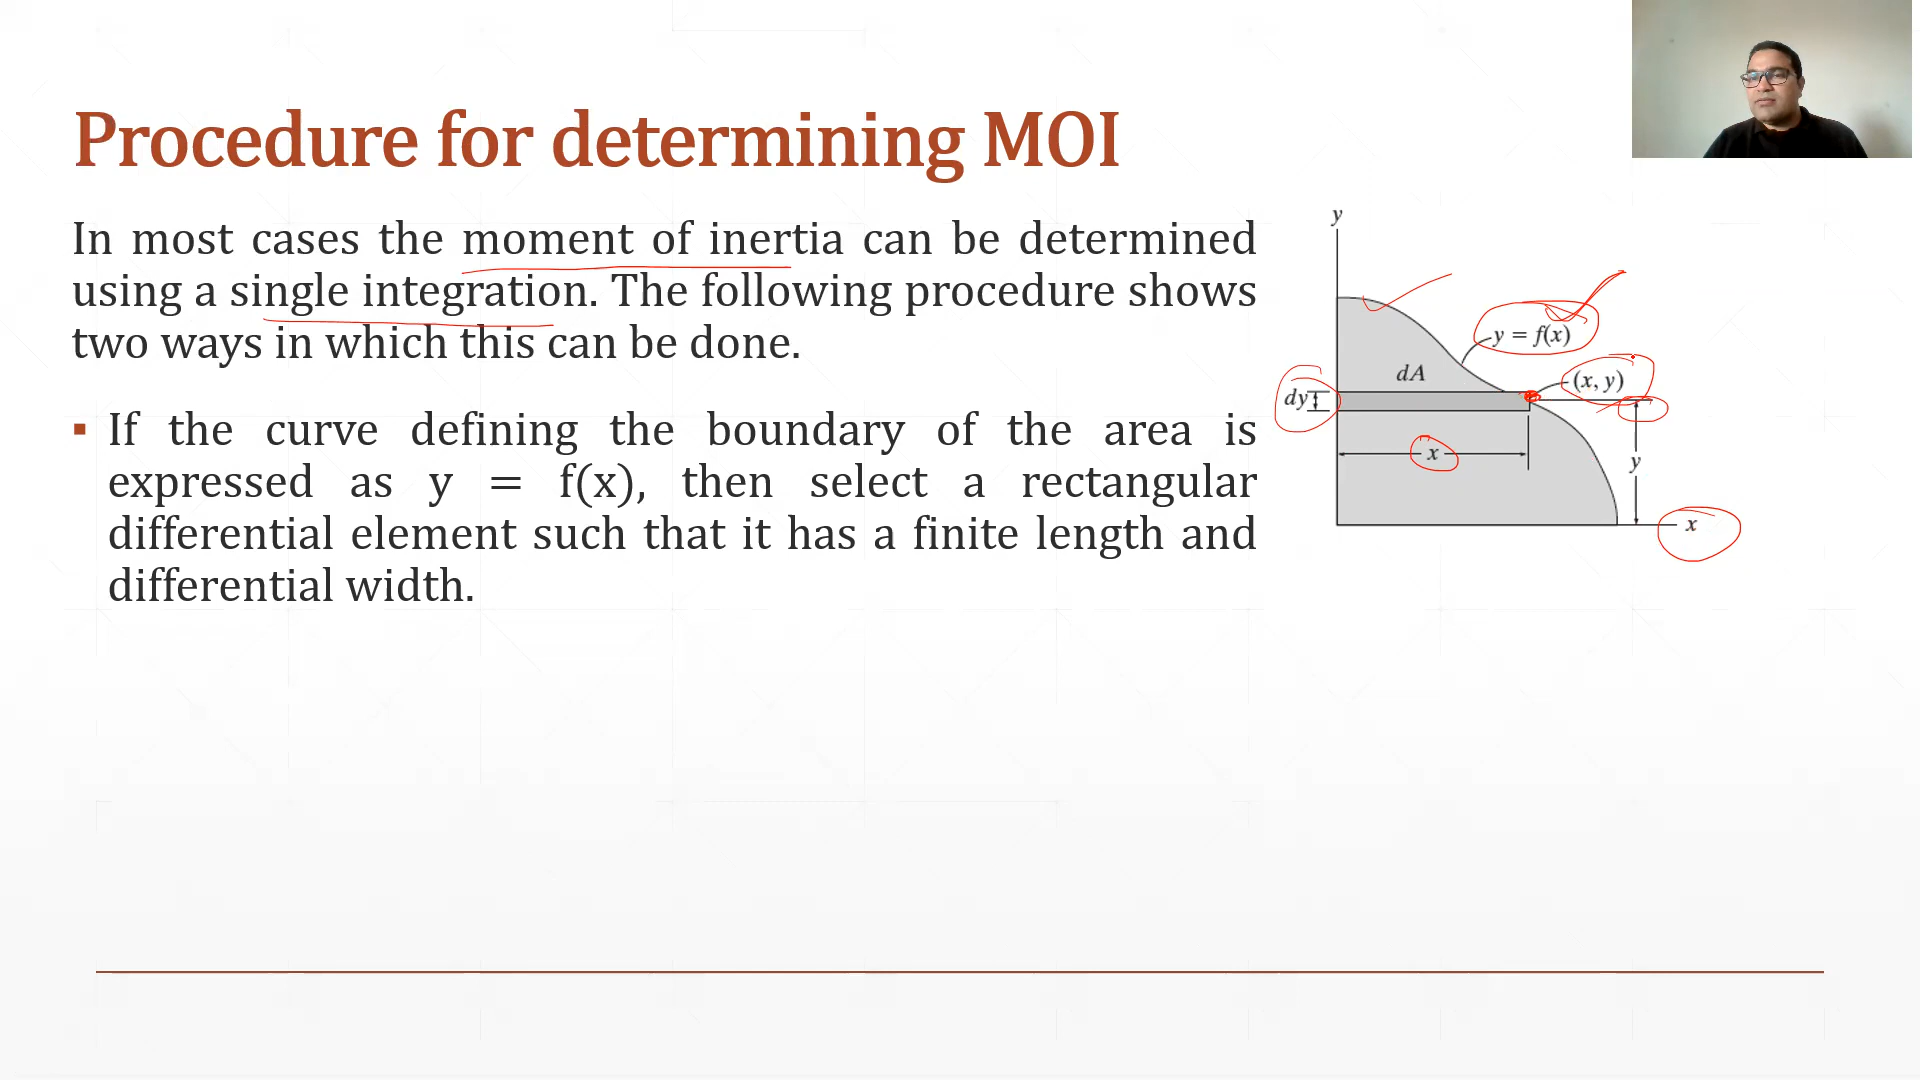 Procedure for determining MOI
In most cases the moment of inertia can be determined
using a single integration. The following procedure shows
two ways in which this can be done.
▪ If the curve defining the boundary of the area is
expressed as y = f(x), then select a rectangular
differential element such that it has a finite length and
differential width.
y
y = f(x)
dA
(x, y)
dy
x
y
x